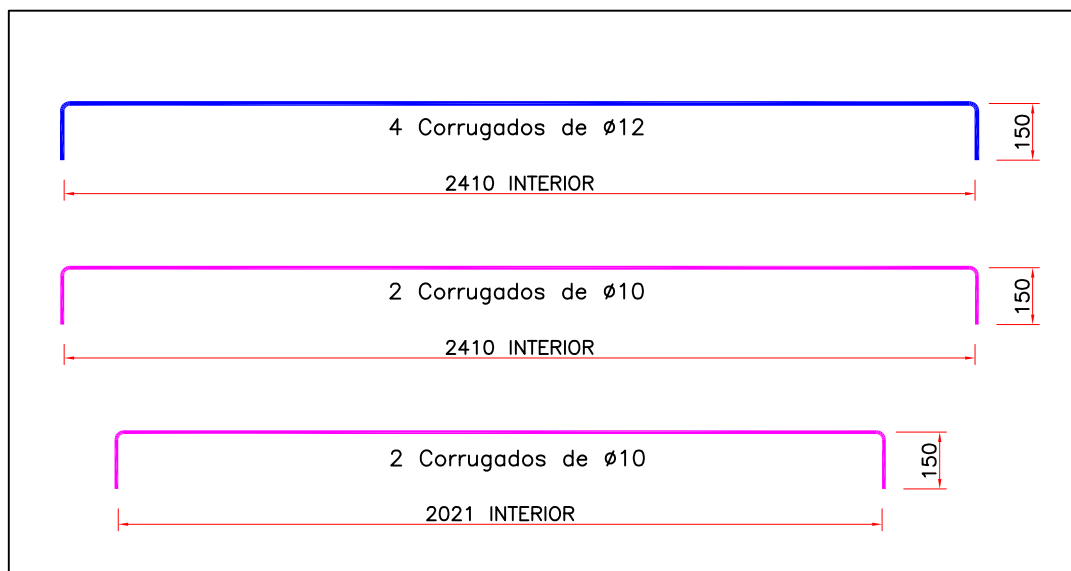 4 Corrugados de ø12
150
2410 INTERIOR
2 Corrugados de ø10
150
2410 INTERIOR
2 Corrugados de ø10
150
2021 INTERIOR